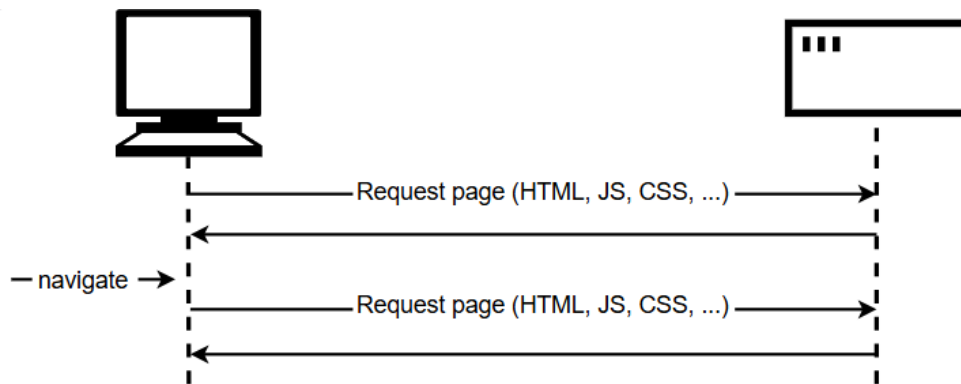 Request page (HTML, JS, CSS, ...)
navigate
Request page (HTML, JS, CSS, ...)